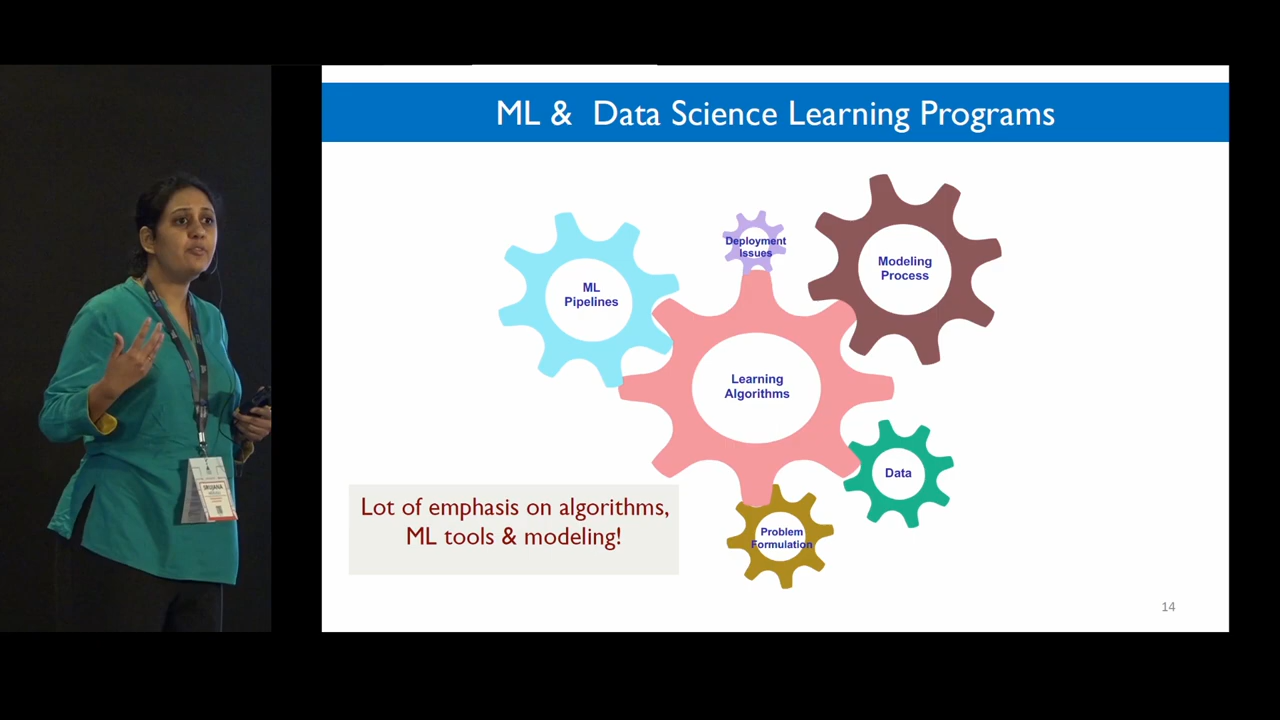 ML & Data Science Learning Programs
Deployment
Issues
Modeling
Process
ML
Pipelines
Learning
Algorithms
Data
Lot of emphasis on algorithms,
ML tools & modeling!
Problem
Formulation
14
SRUJANA